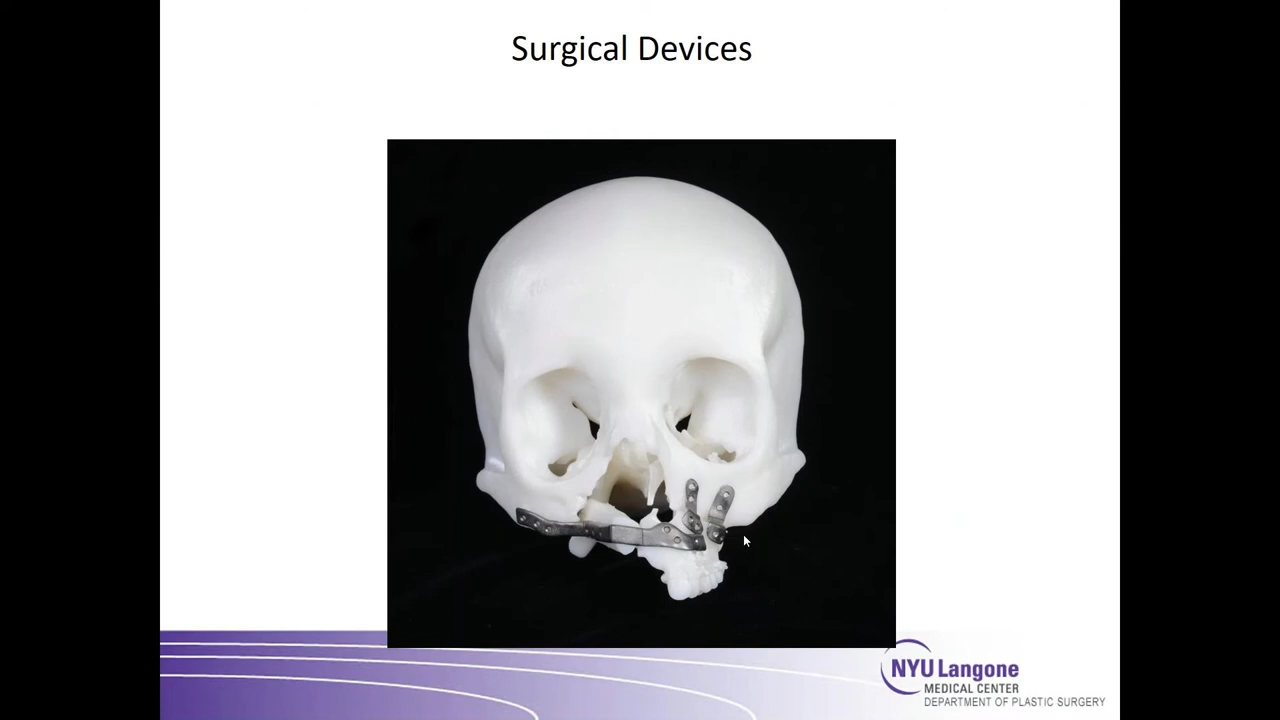 Surgical Devices
NYU Langone
MEDICAL CENTER
DEPARTMENT OF PLASTIC SURGERY